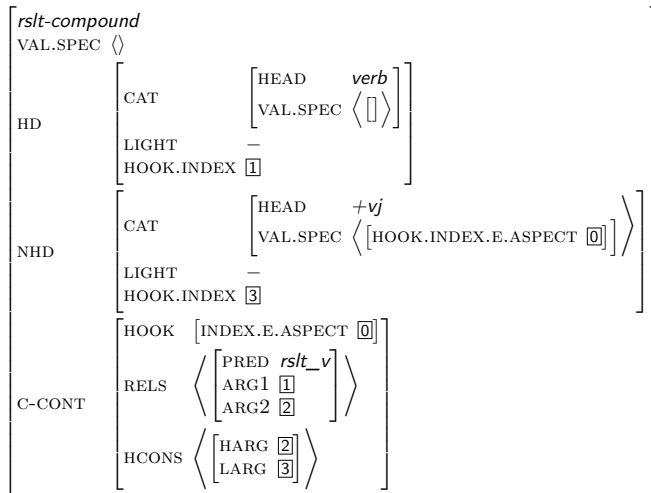 rslt-compound
VAL.SPEC ⟨⟩
HD
CAT
HEAD verb
VAL.SPEC ⟨[]⟩
LIGHT −
HOOK.INDEX 1
NHD
CAT
HEAD +vj
VAL.SPEC ⟨[HOOK.INDEX.E.ASPECT 0]⟩
LIGHT −
HOOK.INDEX 3
C-CONT
HOOK [INDEX.E.ASPECT 0]
RELS
PRED rslt_v
ARG1 1
ARG2 2
HCONS
HARG 2
LARG 3